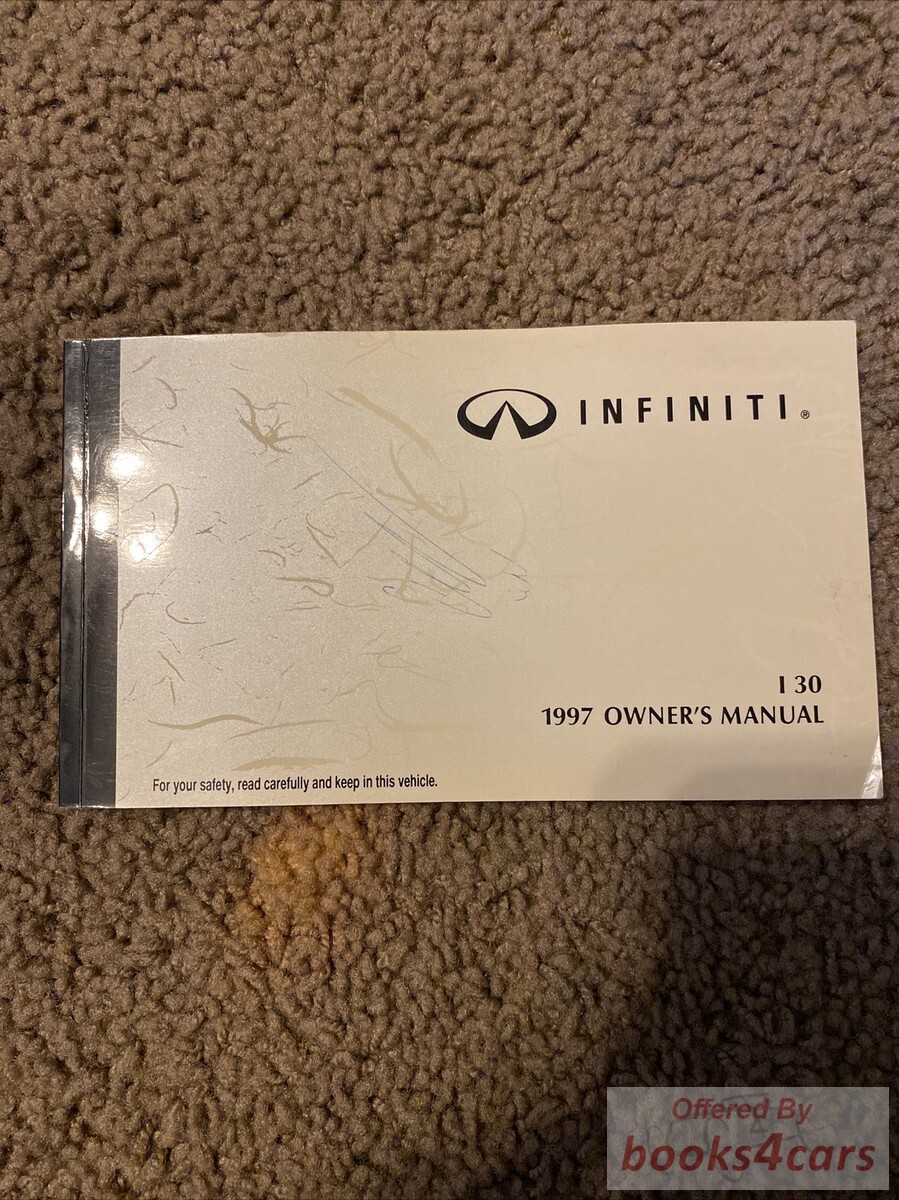 INFINITI®
I 30
1997 OWNER'S MANUAL
For your safety, read carefully and keep in this vehicle.
Offered By
books4cars